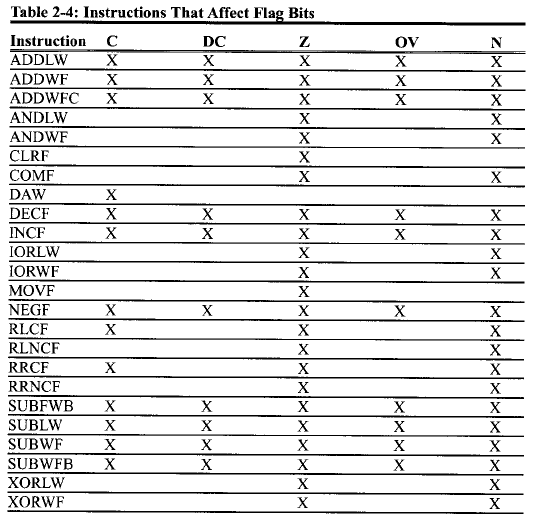 Table 2-4: Instructions That Affect Flag Bits
Instruction C DC Z OV N
ADDLW X X X X X
ADDWF X X X X X
ADDWFC X X X X X
ANDLW X X
ANDWF X X
CLRF X
COMF X X
DAW X
DECF X X X X X
INCF X X X X X
IORLW X X
IORWF X X
MOVF X
NEGF X X X X X
RLCF X X X
RLNCF X X
RRCF X X X
RRNCF X X
SUBFWB X X X X X
SUBLW X X X X X
SUBWF X X X X X
SUBWFB X X X X X
XORLW X X
XORWF X X